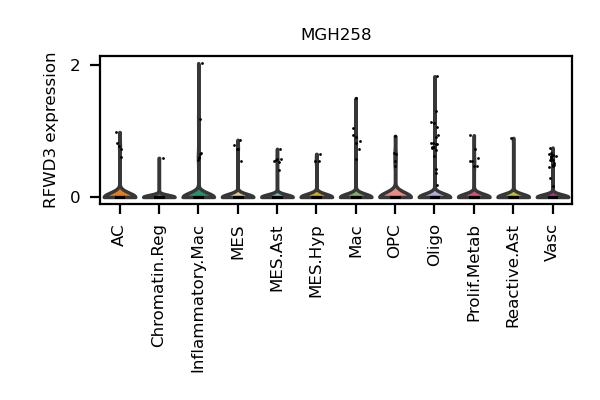 MGH258
RFWD3 expression
2
0
AC
Chromatin.Reg
Inflammatory.Mac
MES
MES.Ast
MES.Hyp
Mac
OPC
Oligo
Prolif.Metab
Reactive.Ast
Vasc